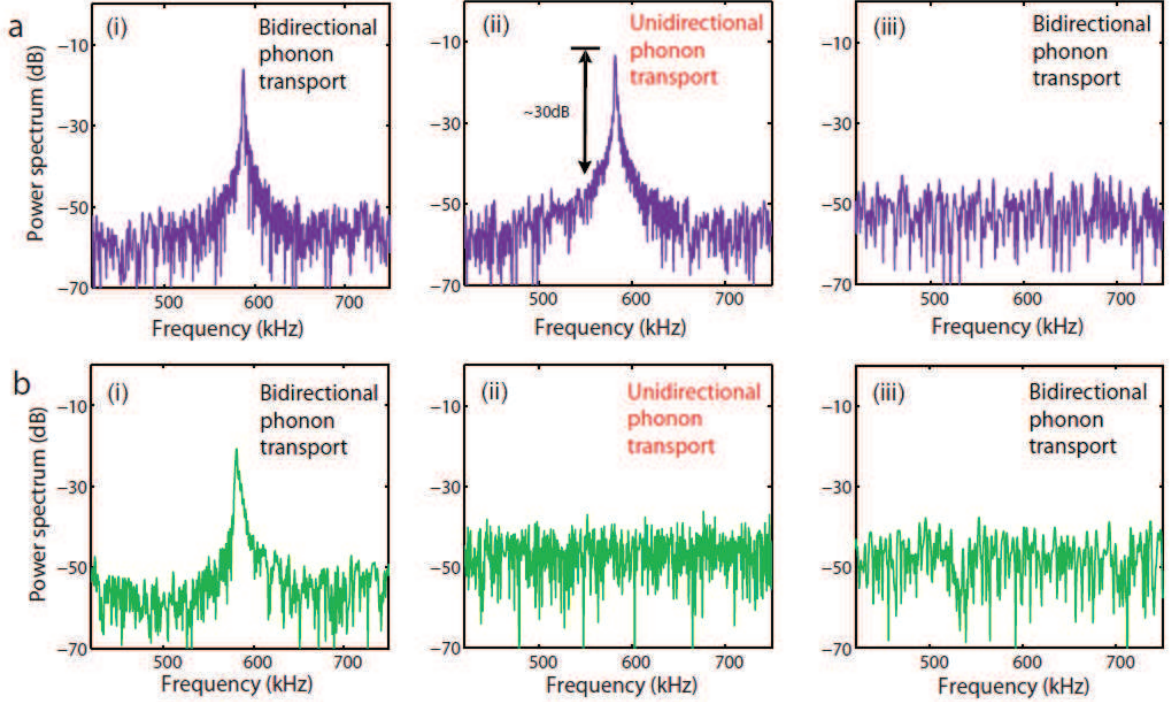 a
(i)
Bidirectional
phonon
transport
Power spectrum (dB)
−10
−30
−50
−70
500
600
700
Frequency (kHz)
(ii)
Unidirectional
phonon
transport
~30dB
−10
−30
−50
−70
500
600
700
Frequency (kHz)
(iii)
Bidirectional
phonon
transport
−10
−30
−50
−70
500
600
700
Frequency (kHz)
b
(i)
Bidirectional
phonon
transport
Power spectrum (dB)
−10
−30
−50
−70
500
600
700
Frequency (kHz)
(ii)
Unidirectional
phonon
transport
−10
−30
−50
−70
500
600
700
Frequency (kHz)
(iii)
Bidirectional
phonon
transport
−10
−30
−50
−70
500
600
700
Frequency (kHz)